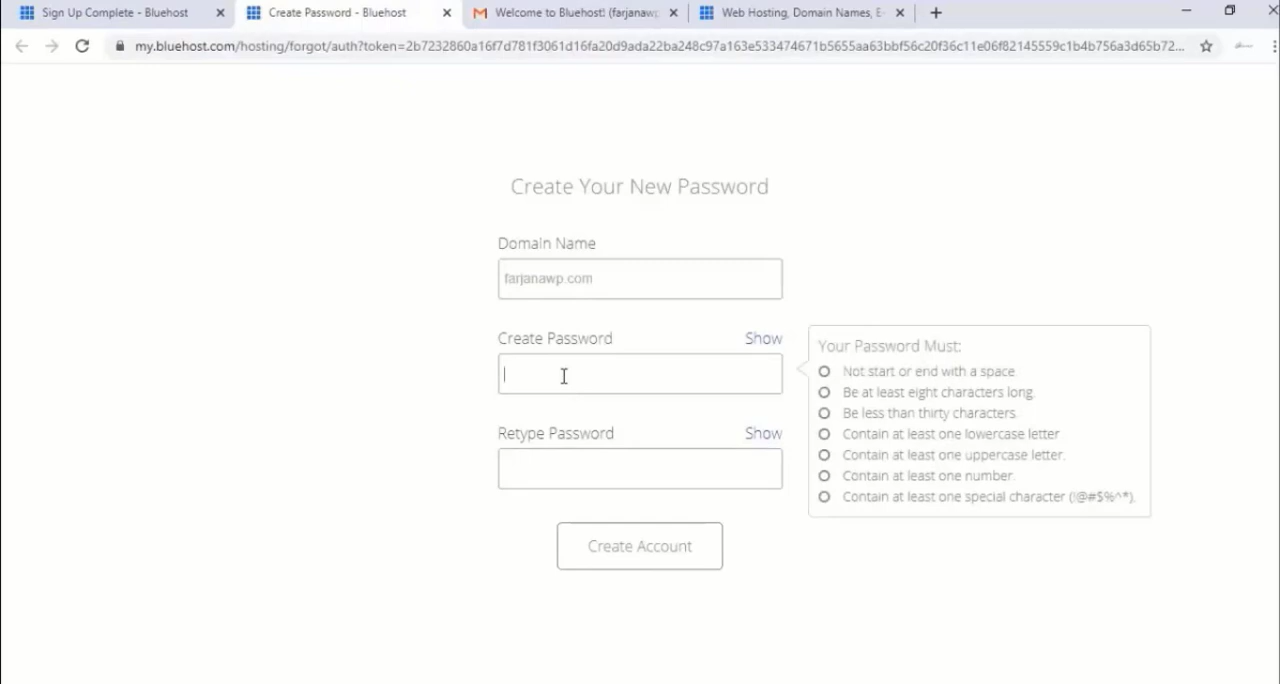 Sign Up Complete - Bluehost
Create Password - Bluehost
Welcome to Bluehost! (farjanawp
Web Hosting, Domain Names, E-
my.bluehost.com/hosting/forgot/auth?token=2b7232860a16f7d781f3061d16fa20d9ada22ba248c97a163e533474671b5655aa63bbf56c20f36c11e06f82145559c1b4b756a3d65b72...
Create Your New Password
Domain Name
farjanawp.com
Create Password Show
Your Password Must:
Not start or end with a space.
Be at least eight characters long.
Be less than thirty characters.
Contain at least one lowercase letter.
Contain at least one uppercase letter.
Contain at least one number.
Contain at least one special character (!@#$%^*).
Retype Password Show
Create Account